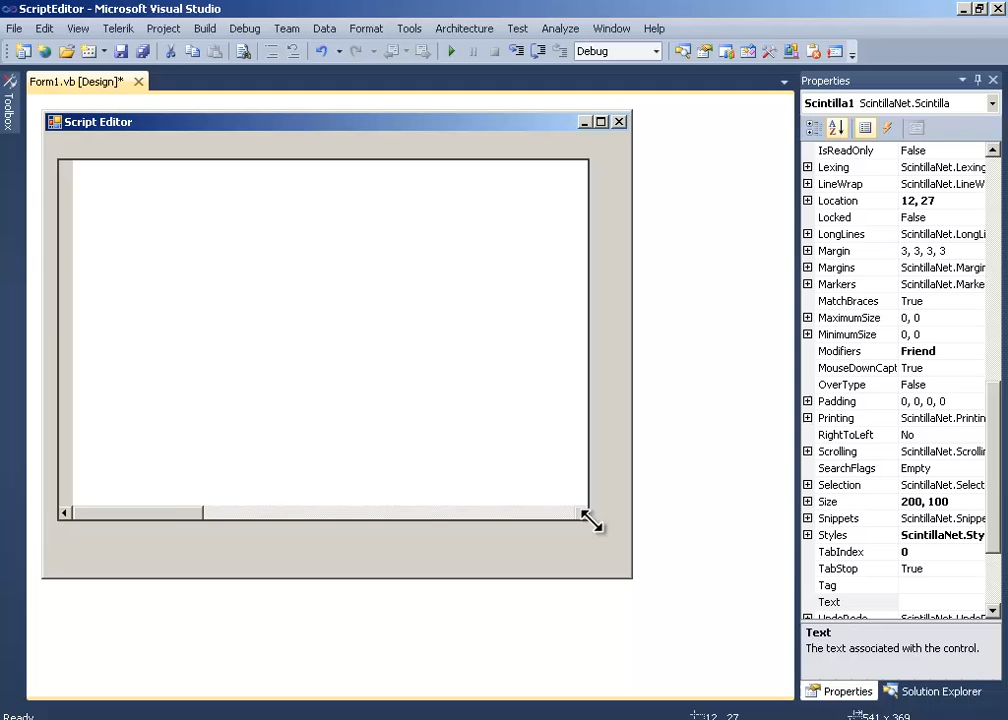 ScriptEditor - Microsoft Visual Studio
File Edit View Telerik Project Build Debug Team Data Format Tools Architecture Test Analyze Window Help
Debug
Form1.vb [Design]*
Toolbox
Script Editor
Properties
Scintilla1 ScintillaNet.Scintilla
IsReadOnly False
Lexing ScintillaNet.Lexing
LineWrap ScintillaNet.LineW
Location 12, 27
Locked False
LongLines ScintillaNet.LongLi
Margin 3, 3, 3, 3
Margins ScintillaNet.Margin
Markers ScintillaNet.Marke
MatchBraces True
MaximumSize 0, 0
MinimumSize 0, 0
Modifiers Friend
MouseDownCapt True
OverType False
Padding 0, 0, 0, 0
Printing ScintillaNet.Printin
RightToLeft No
Scrolling ScintillaNet.Scrollin
SearchFlags Empty
Selection ScintillaNet.Select
Size 200, 100
Snippets ScintillaNet.Snippe
Styles ScintillaNet.Sty
TabIndex 0
TabStop True
Tag
Text
Text
The text associated with the control.
Properties Solution Explorer
Ready 12, 27 541 x 369